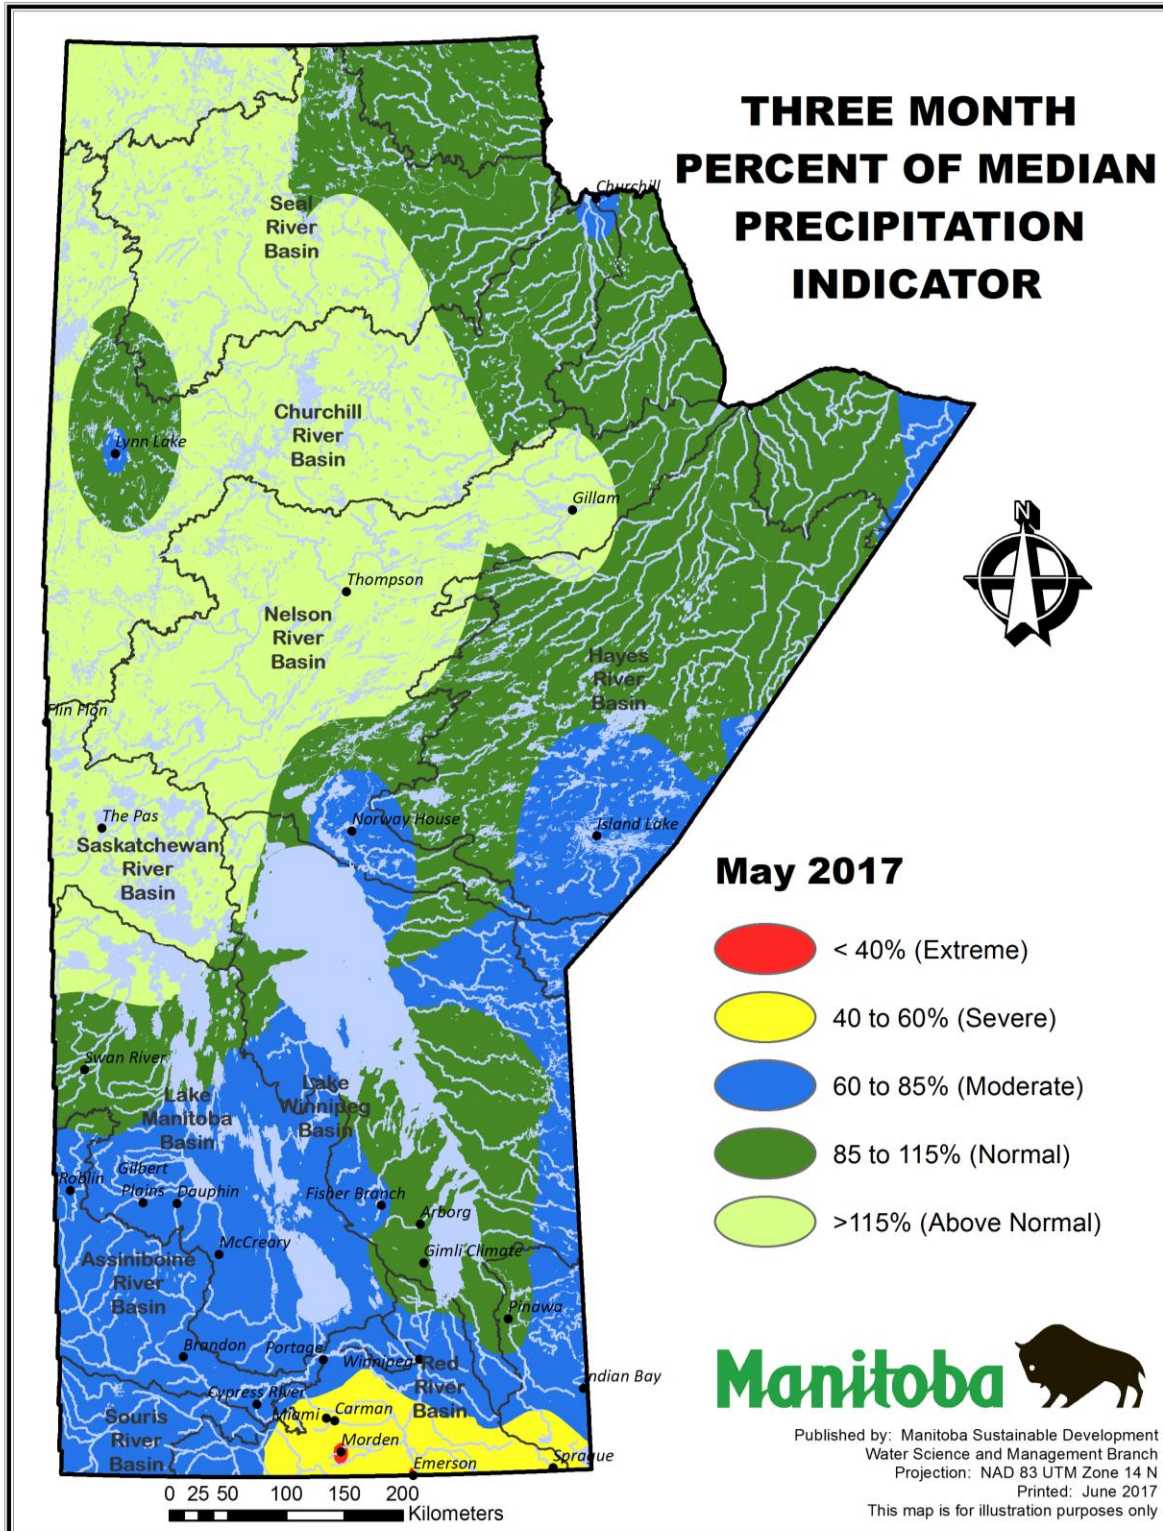 THREE MONTH
PERCENT OF MEDIAN
PRECIPITATION
INDICATOR
Churchill
Seal
River
Basin
Churchill
River
Basin
Lynn Lake
Gillam
Thompson
Nelson
River
Basin
Hayes
River
Basin
Flin Flon
The Pas
Saskatchewan
River
Basin
Norway House
Island Lake
N
May 2017
< 40% (Extreme)
40 to 60% (Severe)
60 to 85% (Moderate)
85 to 115% (Normal)
>115% (Above Normal)
Swan River
Lake
Manitoba
Basin
Lake
Winnipeg
Basin
Roblin
Gilbert
Plains
Dauphin
Fisher Branch
Arborg
McCreary
Gimli Climate
Assiniboine
River
Basin
Pinawa
Brandon
Portage
Winnipeg
Red
River
Basin
Indian Bay
Cypress River
Miami
Carman
Souris
River
Basin
Morden
Emerson
Sprague
0 25 50 100 150 200
Kilometers
Manitoba
Published by: Manitoba Sustainable Development
Water Science and Management Branch
Projection: NAD 83 UTM Zone 14 N
Printed: June 2017
This map is for illustration purposes only